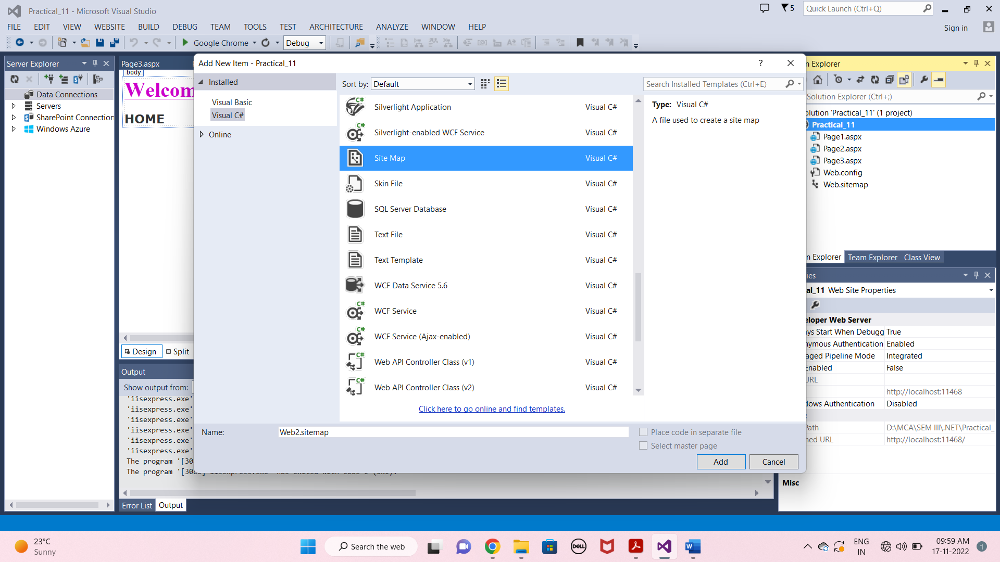 Practical_11 - Microsoft Visual Studio
5
Quick Launch (Ctrl+Q)
FILE EDIT VIEW WEBSITE BUILD DEBUG TEAM TOOLS TEST ARCHITECTURE ANALYZE WINDOW HELP
Sign in
Google Chrome
Debug
Server Explorer
Data Connections
Servers
SharePoint Connection
Windows Azure
Page3.aspx
body
Welcom
HOME
Design
Split
Output
Show output from:
'iisexpress.exe'
'iisexpress.exe'
'iisexpress.exe'
'iisexpress.exe'
'iisexpress.exe'
'iisexpress.exe'
The program '[30
The program '[3080] iisexpress.exe' has exited with code 0 (0x0).
Error List
Output
Add New Item - Practical_11
?
Installed
Visual Basic
Visual C#
Online
Sort by: Default
Search Installed Templates (Ctrl+E)
Silverlight Application Visual C#
Silverlight-enabled WCF Service Visual C#
Site Map Visual C#
Skin File Visual C#
SQL Server Database Visual C#
Text File Visual C#
Text Template Visual C#
WCF Data Service 5.6 Visual C#
WCF Service Visual C#
WCF Service (Ajax-enabled) Visual C#
Web API Controller Class (v1) Visual C#
Web API Controller Class (v2) Visual C#
Click here to go online and find templates.
Type: Visual C#
A file used to create a site map
Name: Web2.sitemap
Place code in separate file
Select master page
Add
Cancel
n Explorer
Solution Explorer (Ctrl+;)
olution 'Practical_11' (1 project)
Practical_11
Page1.aspx
Page2.aspx
Page3.aspx
Web.config
Web.sitemap
n Explorer Team Explorer Class View
ies
al_11 Web Site Properties
eloper Web Server
ys Start When Debugg True
nymous Authentication Enabled
aged Pipeline Mode Integrated
Enabled False
URL
http://localhost:11468
dows Authentication Disabled
Path D:\MCA\SEM III\.NET\Practical_
ned URL http://localhost:11468/
Misc
23°C
Sunny
Search the web
DELL
ENG
IN
09:59 AM
17-11-2022
1